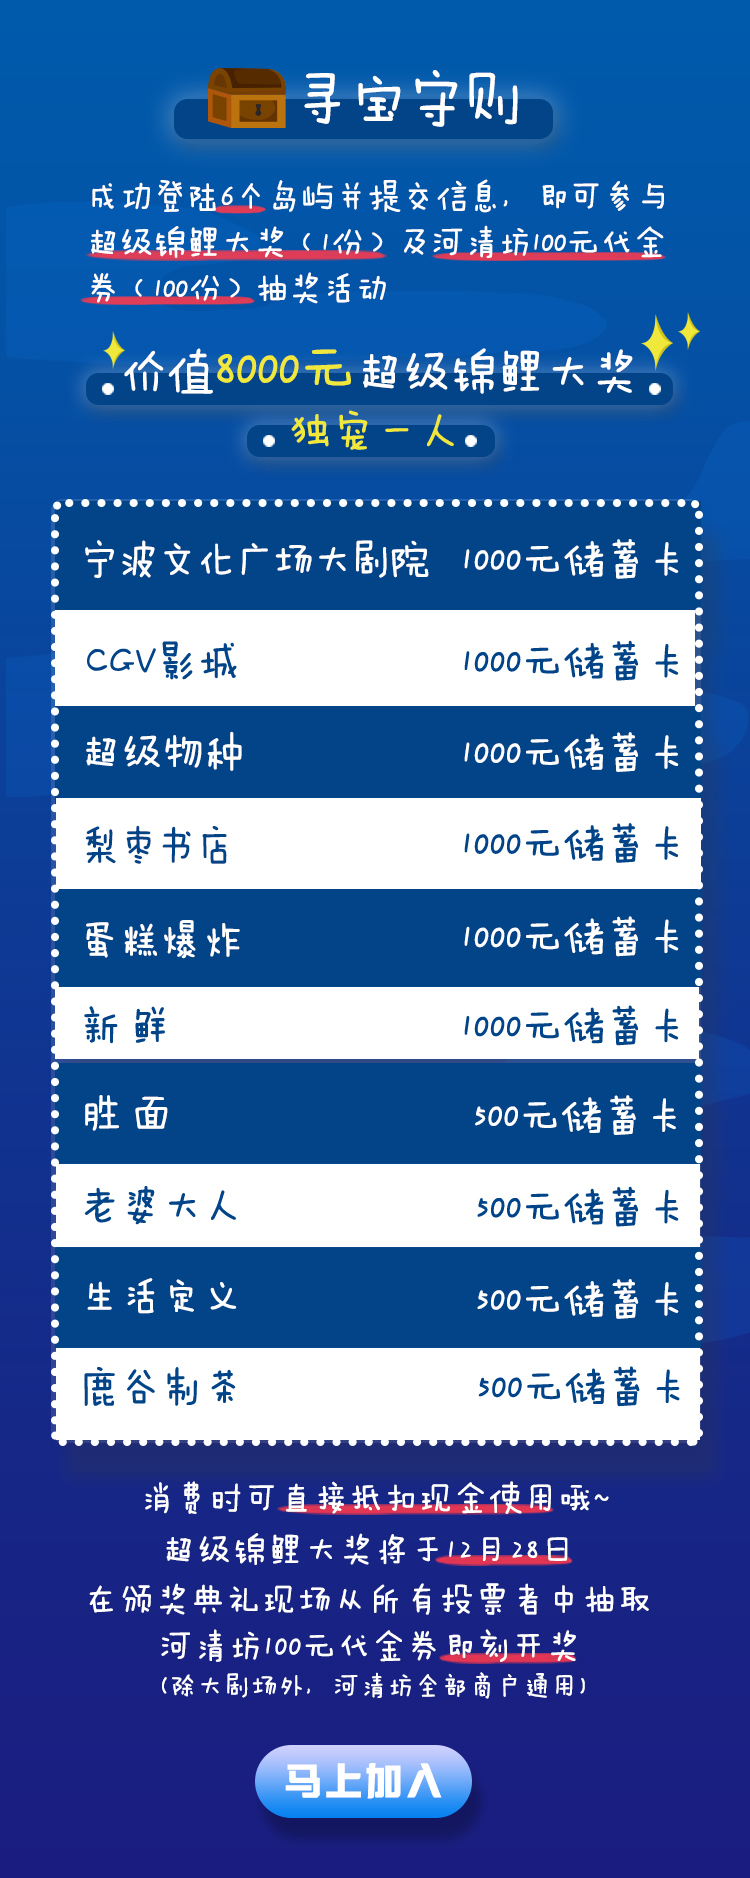 寻宝守则
成功登陆6个岛屿并提交信息，即可参与
超级锦鲤大奖（1份）及河清坊100元代金
券（100份）抽奖活动
价值8000元超级锦鲤大奖
独宠一人
宁波文化广场大剧院 1000元储蓄卡
CGV影城 1000元储蓄卡
超级物种 1000元储蓄卡
梨枣书店 1000元储蓄卡
蛋糕爆炸 1000元储蓄卡
新鲜 1000元储蓄卡
胜面 500元储蓄卡
老婆大人 500元储蓄卡
生活定义 500元储蓄卡
鹿谷制茶 500元储蓄卡
消费时可直接抵扣现金使用哦~
超级锦鲤大奖将于12月28日
在颁奖典礼现场从所有投票者中抽取
河清坊100元代金券即刻开奖
(除大剧场外，河清坊全部商户通用)
马上加入